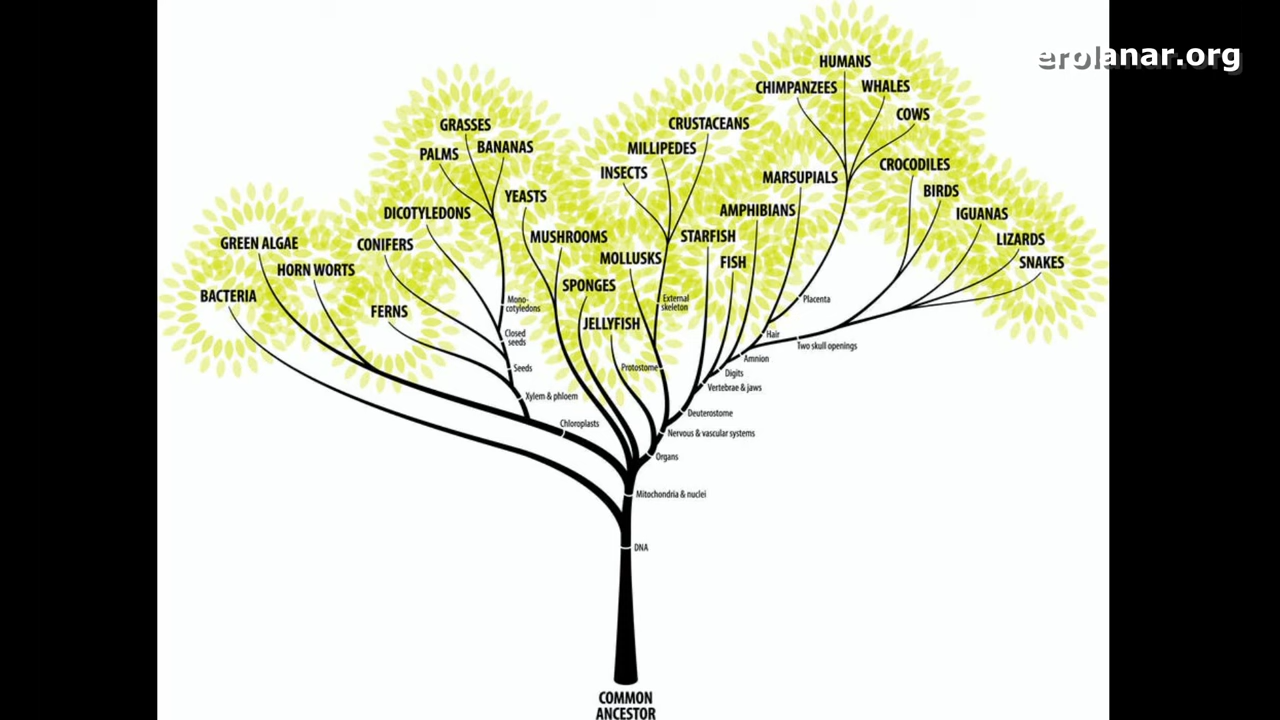 erolanar.org
HUMANS
CHIMPANZEES
WHALES
COWS
CRUSTACEANS
GRASSES
MILLIPEDES
BANANAS
PALMS
CROCODILES
INSECTS
MARSUPIALS
BIRDS
YEASTS
AMPHIBIANS
DICOTYLEDONS
IGUANAS
MUSHROOMS
STARFISH
LIZARDS
GREEN ALGAE
CONIFERS
MOLLUSKS
FISH
SNAKES
HORN WORTS
SPONGES
BACTERIA
FERNS
JELLYFISH
Mono-
cotyledons
External
skeleton
Placenta
Closed
seeds
Hair
Two skull openings
Amnion
Seeds
Protostome
Digits
Vertebrae & jaws
Xylem & phloem
Deuterostome
Chloroplasts
Nervous & vascular systems
Organs
Mitochondria & nuclei
DNA
COMMON
ANCESTOR